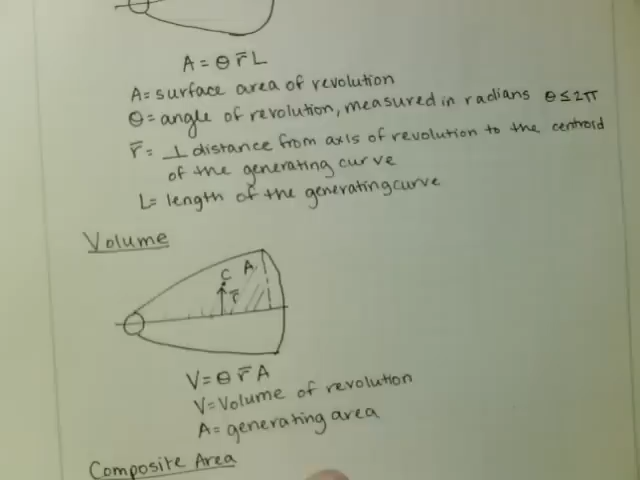 A = θ r̄ L
A = surface area of revolution
θ = angle of revolution, measured in radians θ ≤ 2π
r̄ = ⊥ distance from axis of revolution to the centroid
of the generating curve
L = length of the generating curve
Volume
C A
r̄
V = θ r̄ A
V = Volume of revolution
A = generating area
Composite Area